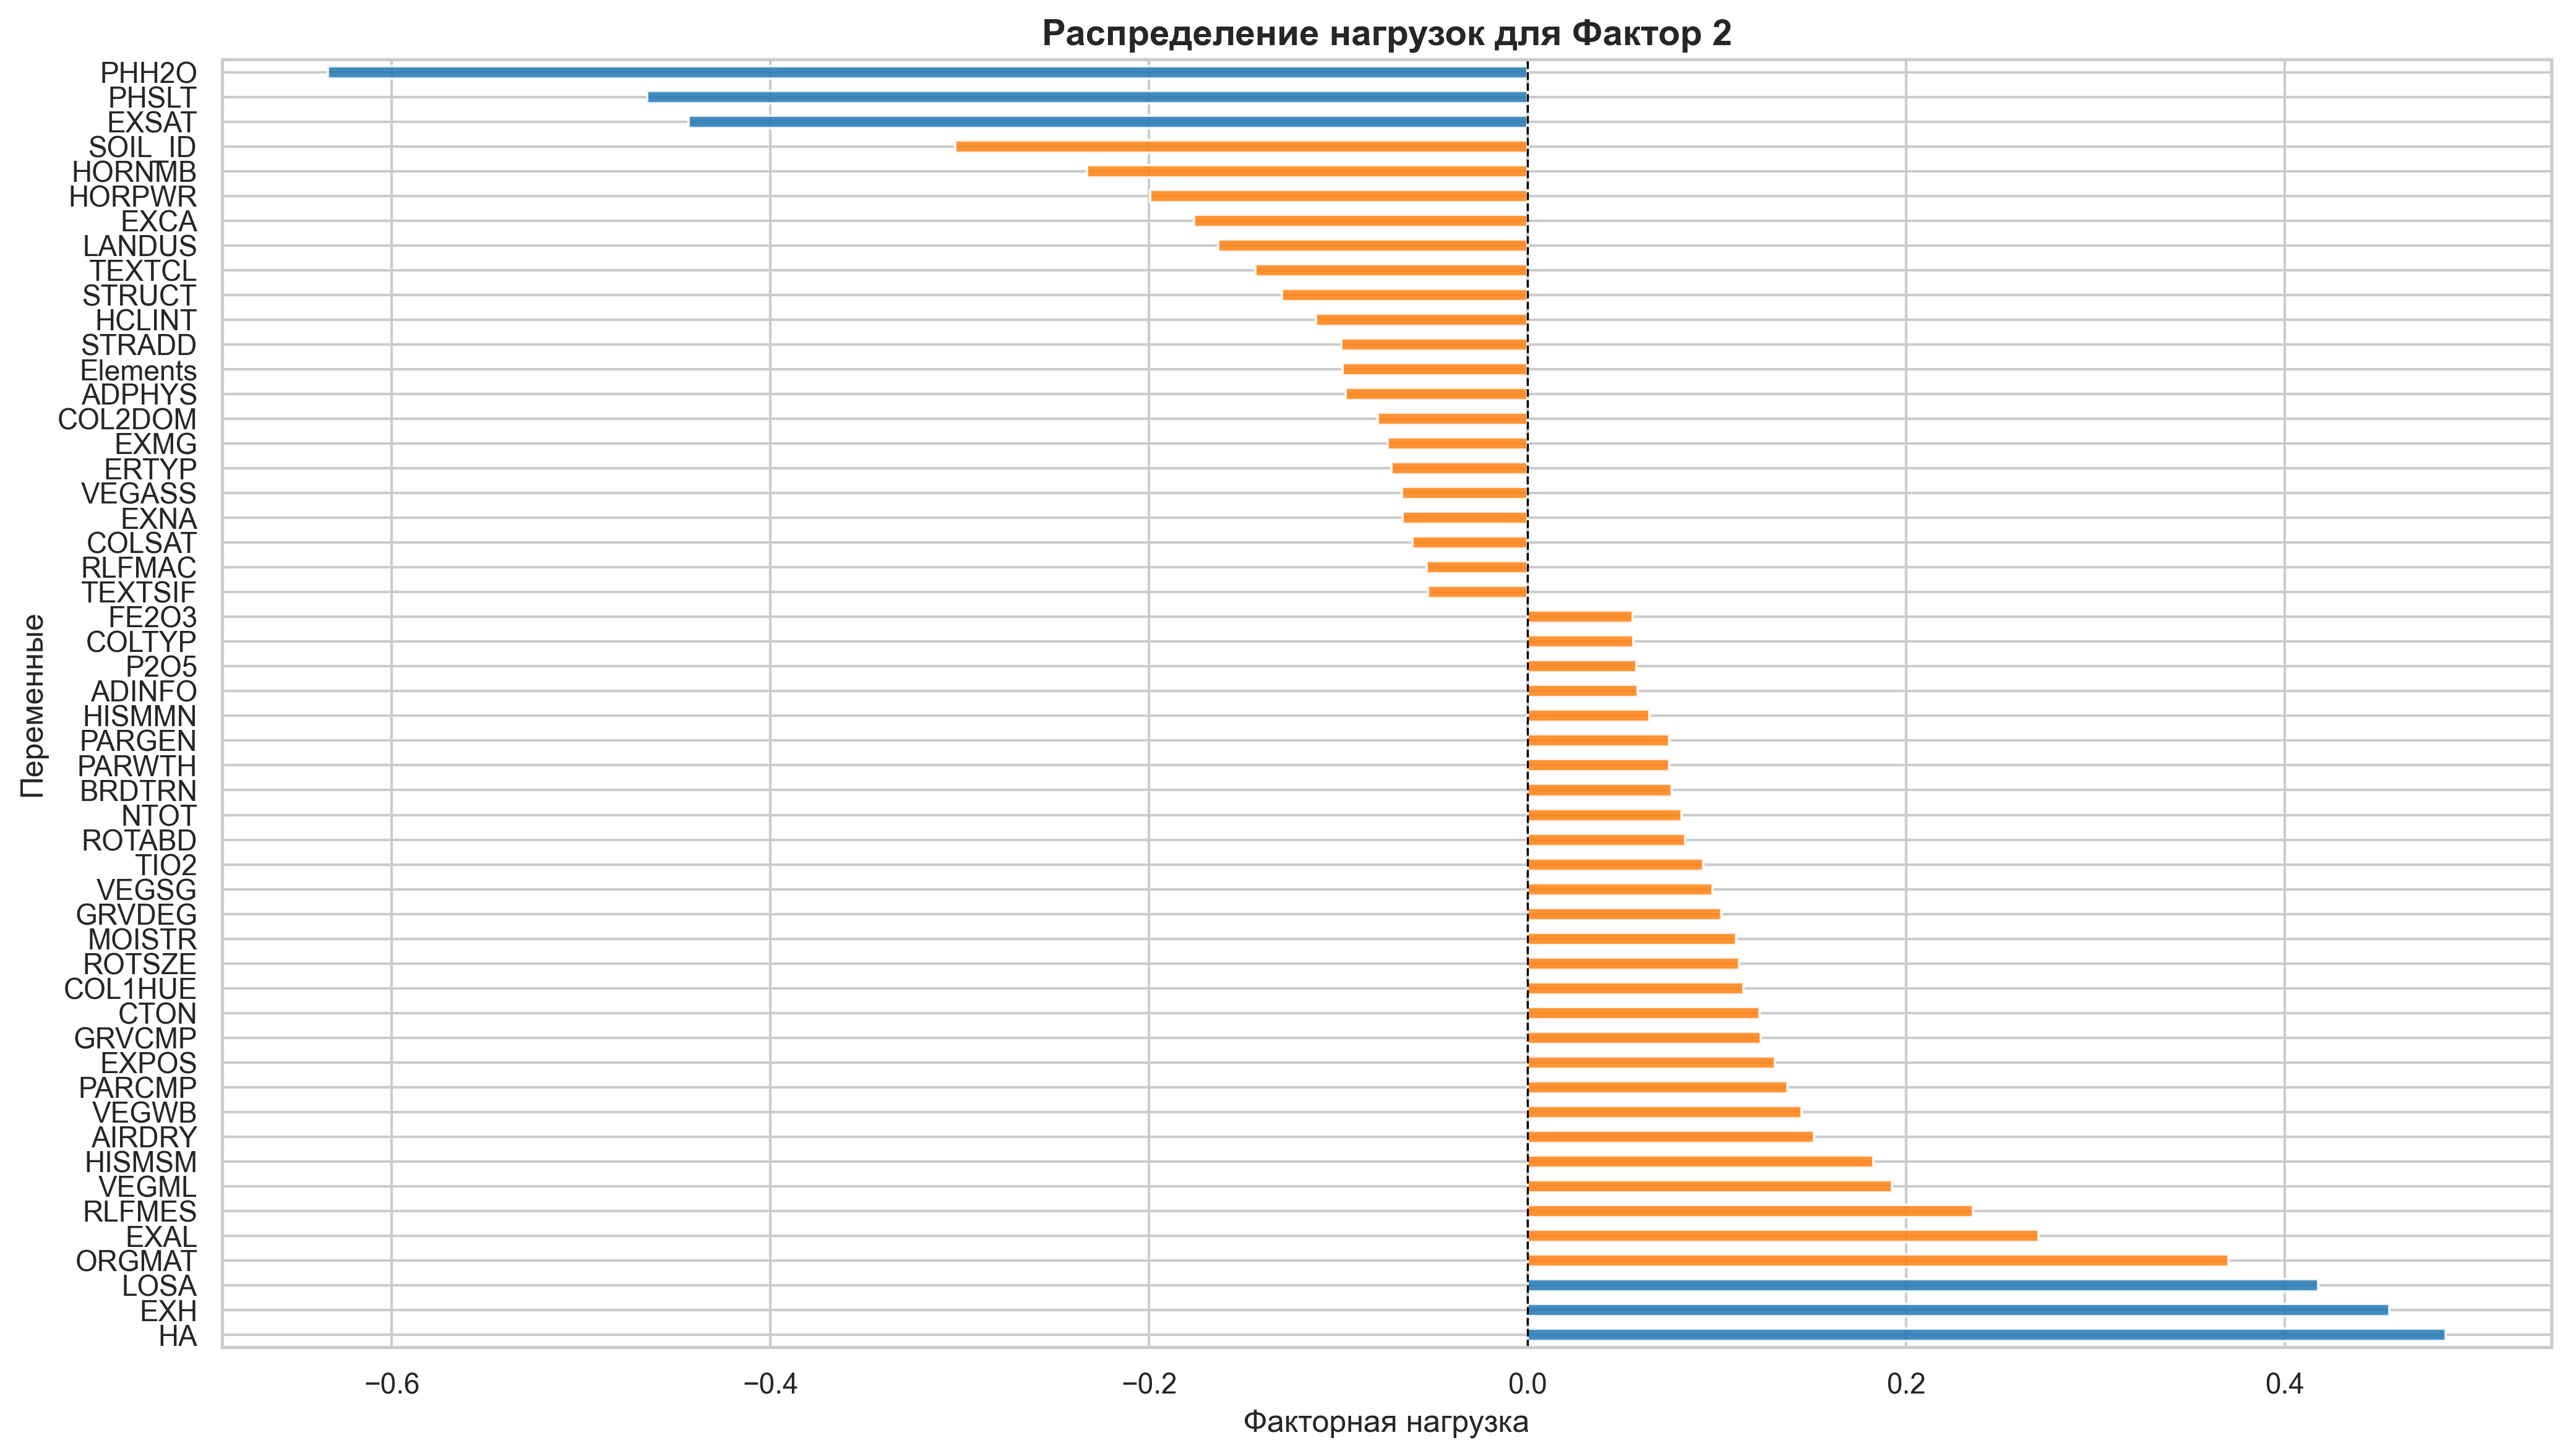 Распределение нагрузок для Фактор 2
PHH2O
PHSLT
EXSAT
SOIL_ID
HORNMB
HORPWR
EXCA
LANDUS
TEXTCL
STRUCT
HCLINT
STRADD
Elements
ADPHYS
COL2DOM
EXMG
ERTYP
VEGASS
EXNA
COLSAT
RLFMAC
TEXTSIF
FE2O3
COLTYP
P2O5
ADINFO
HISMMN
PARGEN
PARWTH
BRDTRN
NTOT
ROTABD
TIO2
VEGSG
GRVDEG
MOISTR
ROTSZE
COL1HUE
CTON
GRVCMP
EXPOS
PARCMP
VEGWB
AIRDRY
HISMSM
VEGML
RLFMES
EXAL
ORGMAT
LOSA
EXH
HA
Переменные
−0.6 −0.4 −0.2 0.0 0.2 0.4
Факторная нагрузка